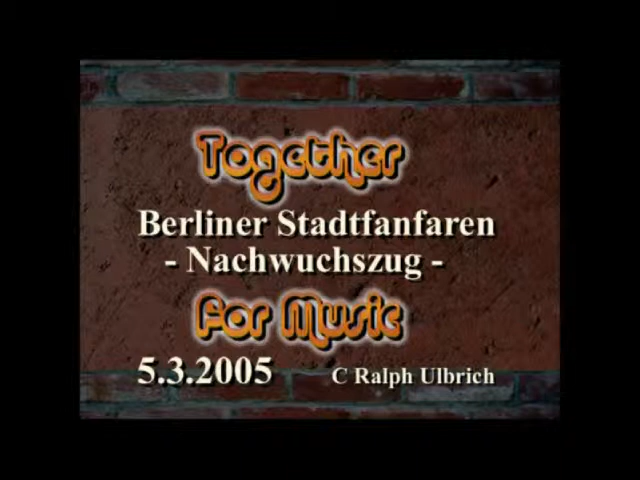 Together
Berliner Stadtfanfaren
- Nachwuchszug -
For Music
5.3.2005 C Ralph Ulbrich